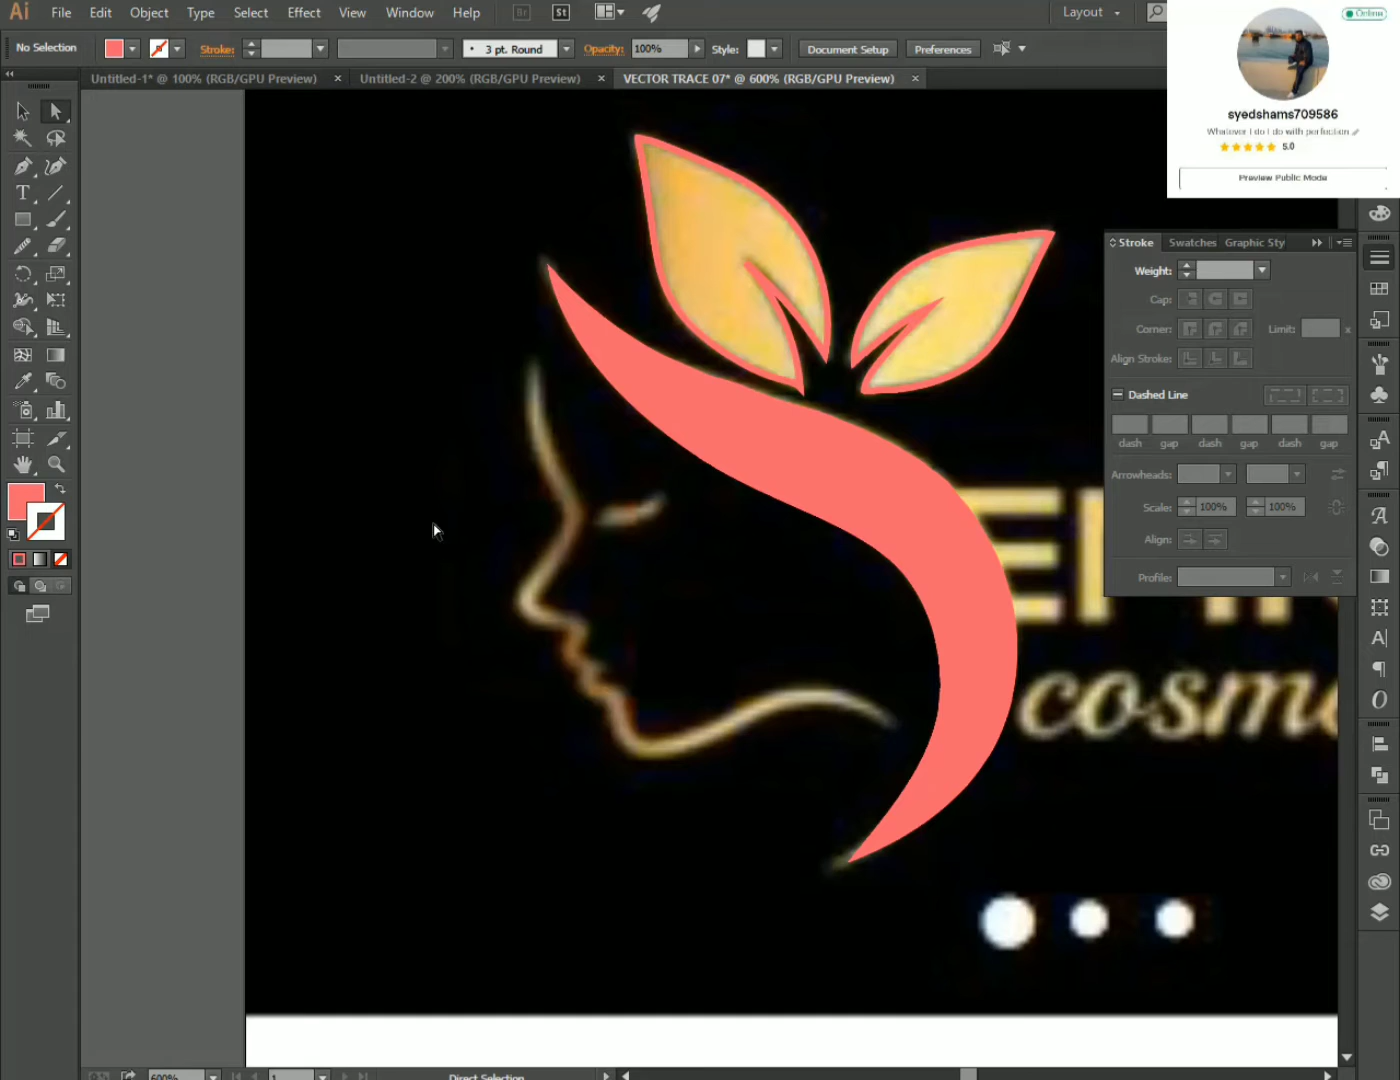 Ai File Edit Object Type Select Effect View Window Help Br St Layout
No Selection Stroke: 3 pt. Round Opacity: 100% Style: Document Setup Preferences
Untitled-1* @ 100% (RGB/GPU Preview) × Untitled-2 @ 200% (RGB/GPU Preview) × VECTOR TRACE 07* @ 600% (RGB/GPU Preview) ×
Online
syedshams709586
Whatever I do I do with perfection
5.0
Preview Public Mode
Stroke Swatches Graphic Sty
Weight:
Cap:
Corner: Limit: x
Align Stroke:
Dashed Line
dash gap dash gap dash gap
Arrowheads:
Scale: 100% 100%
Align:
Profile:
cosm
600% 1 Direct Selection